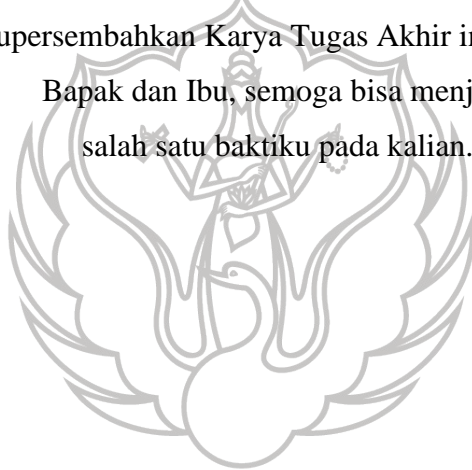 upersembahkan Karya Tugas Akhir in
Bapak dan Ibu, semoga bisa menj
salah satu baktiku pada kalian.